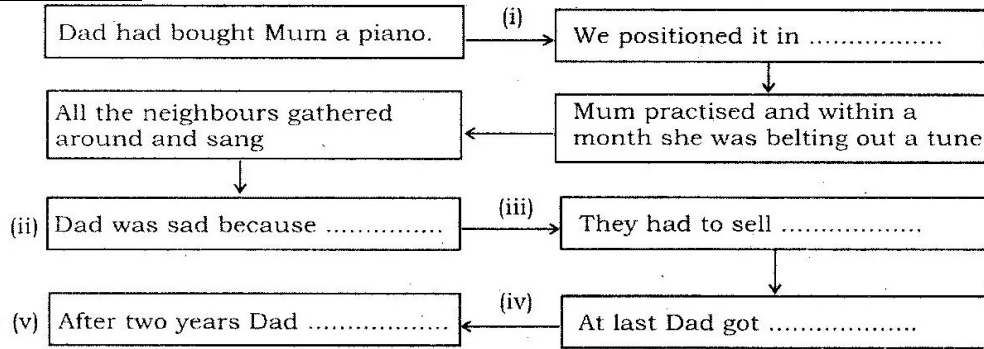 Dad had bought Mum a piano.
(i)
We positioned it in .................
All the neighbours gathered
around and sang
Mum practised and within a
month she was belting out a tune
(ii)
Dad was sad because ...............
(iii)
They had to sell ..................
(v)
After two years Dad ..................
(iv)
At last Dad got ...................